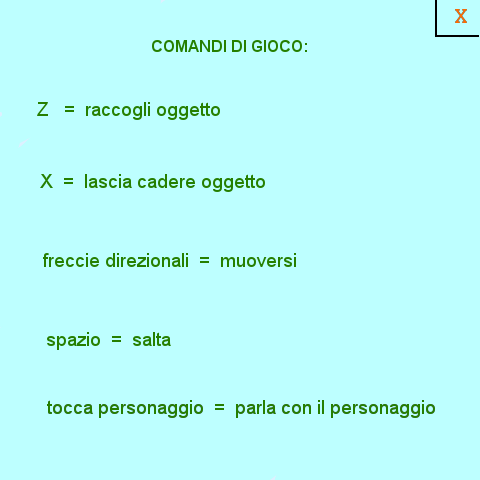 X
COMANDI DI GIOCO:
Z = raccogli oggetto
X = lascia cadere oggetto
freccie direzionali = muoversi
spazio = salta
tocca personaggio = parla con il personaggio